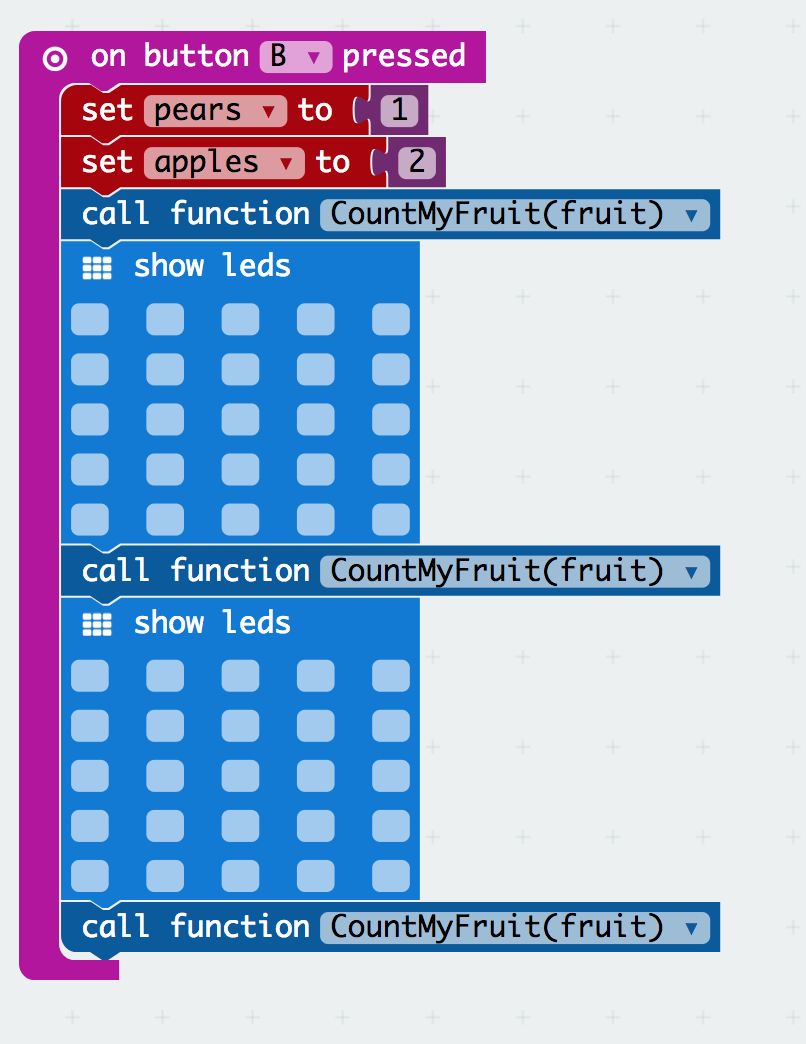 on button B pressed
set pears to 1
set apples to 2
call function CountMyFruit(fruit)
show leds
call function CountMyFruit(fruit)
show leds
call function CountMyFruit(fruit)